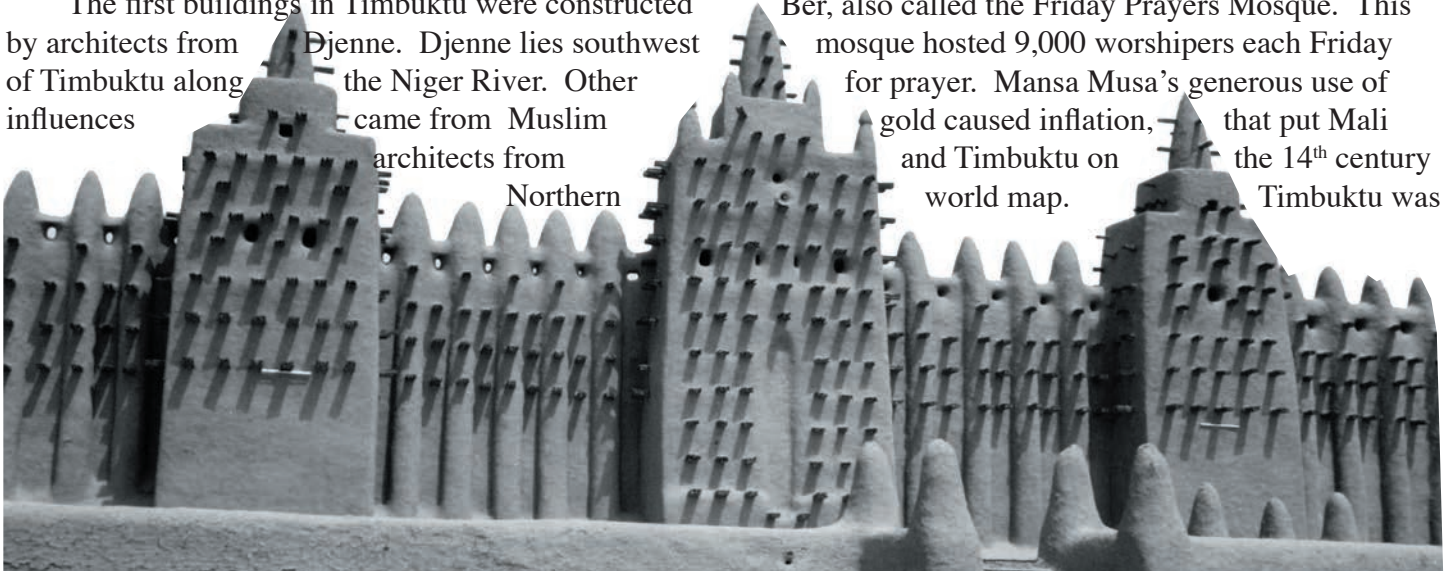 The first buildings in Timbuktu were constructed
by architects from Djenne. Djenne lies southwest
of Timbuktu along the Niger River. Other
influences came from Muslim
architects from
Northern
Ber, also called the Friday Prayers Mosque. This
mosque hosted 9,000 worshipers each Friday
for prayer. Mansa Musa’s generous use of
gold caused inflation, that put Mali
and Timbuktu on the 14th century
world map. Timbuktu was